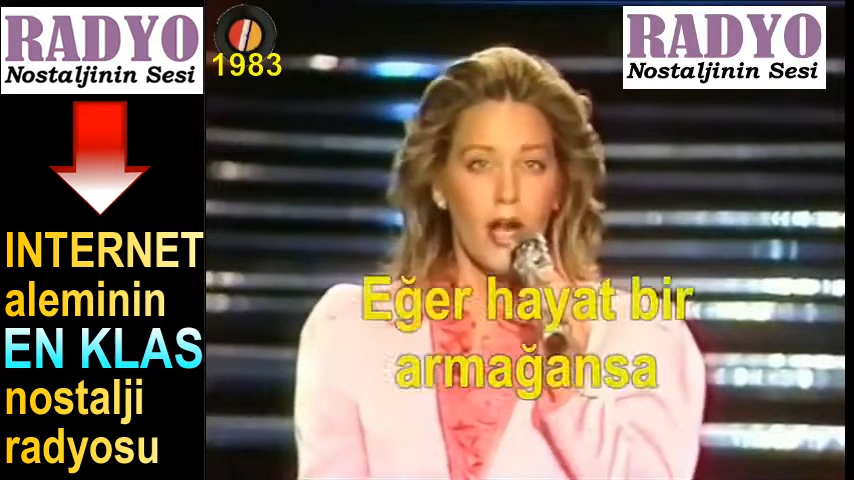 RADYO
Nostaljinin Sesi
INTERNET
aleminin
EN KLAS
nostalji
radyosu
1983
RADYO
Nostaljinin Sesi
Eğer hayat bir
armağansa